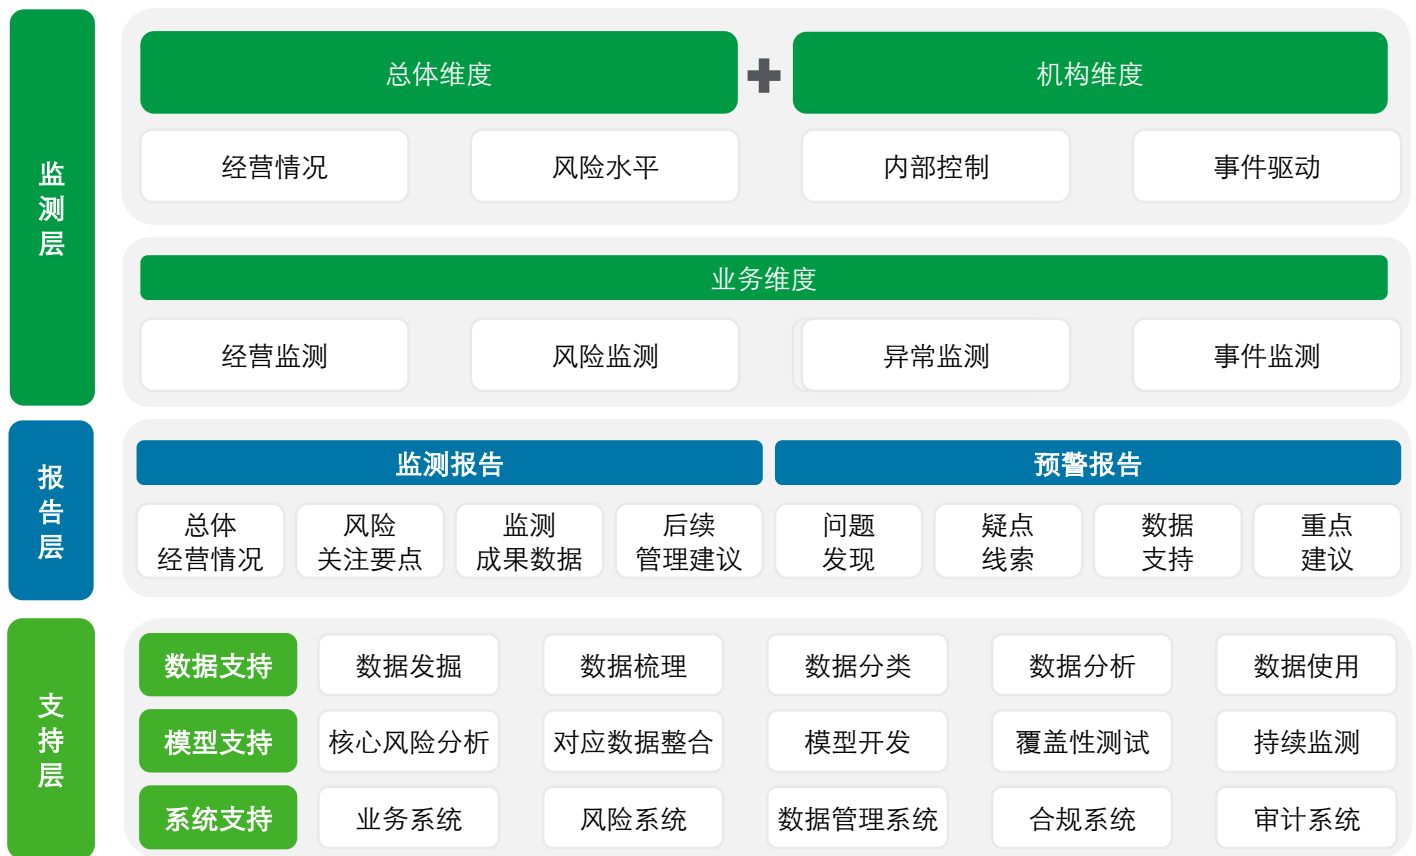 监
测
层
总体维度
机构维度
经营情况
风险水平
内部控制
事件驱动
业务维度
经营监测
风险监测
异常监测
事件监测
报
告
层
监测报告
预警报告
总体
经营情况
风险
关注要点
监测
成果数据
后续
管理建议
问题
发现
疑点
线索
数据
支持
重点
建议
支
持
层
数据支持
数据发掘
数据梳理
数据分类
数据分析
数据使用
模型支持
核心风险分析
对应数据整合
模型开发
覆盖性测试
持续监测
系统支持
业务系统
风险系统
数据管理系统
合规系统
审计系统